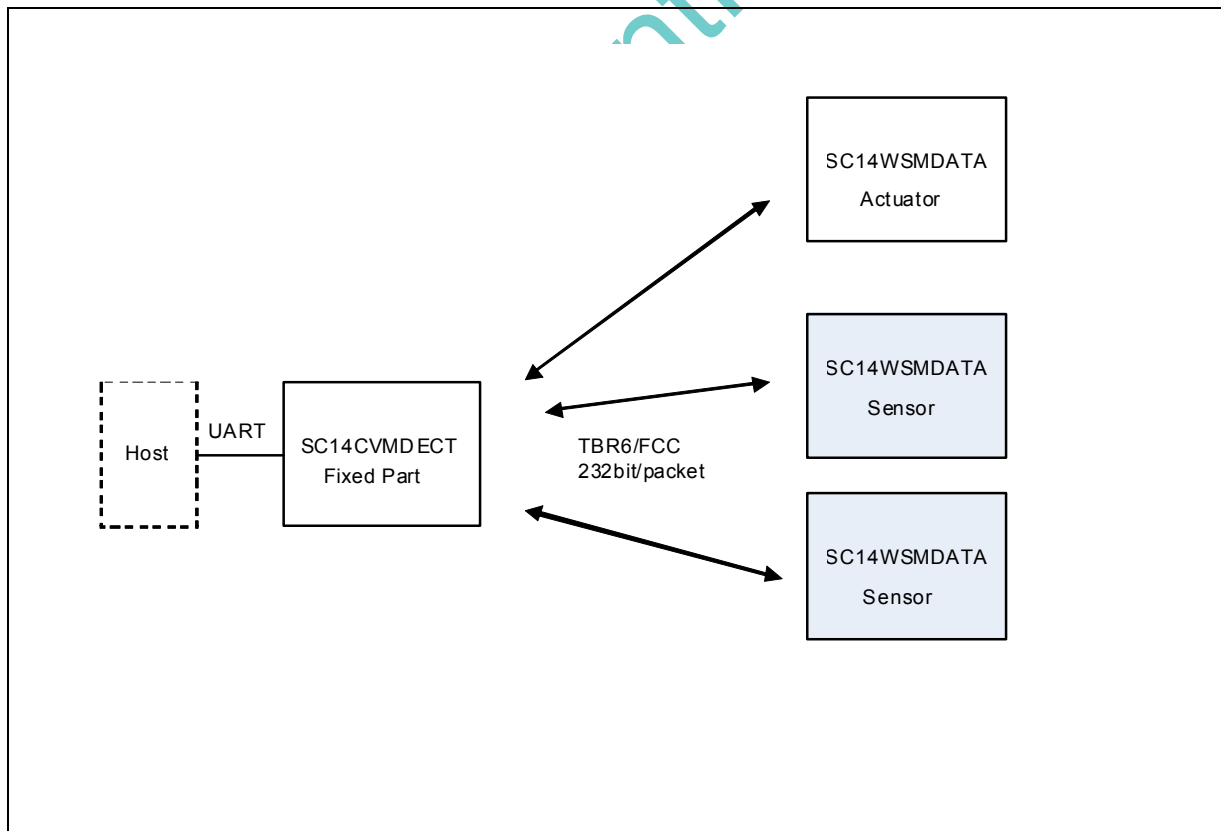 SC14WSMDATA
Actuator
SC14WSMDATA
Sensor
Host
UART
SC14CVMDECT
Fixed Part
TBR6/FCC
232bit/packet
SC14WSMDATA
Sensor